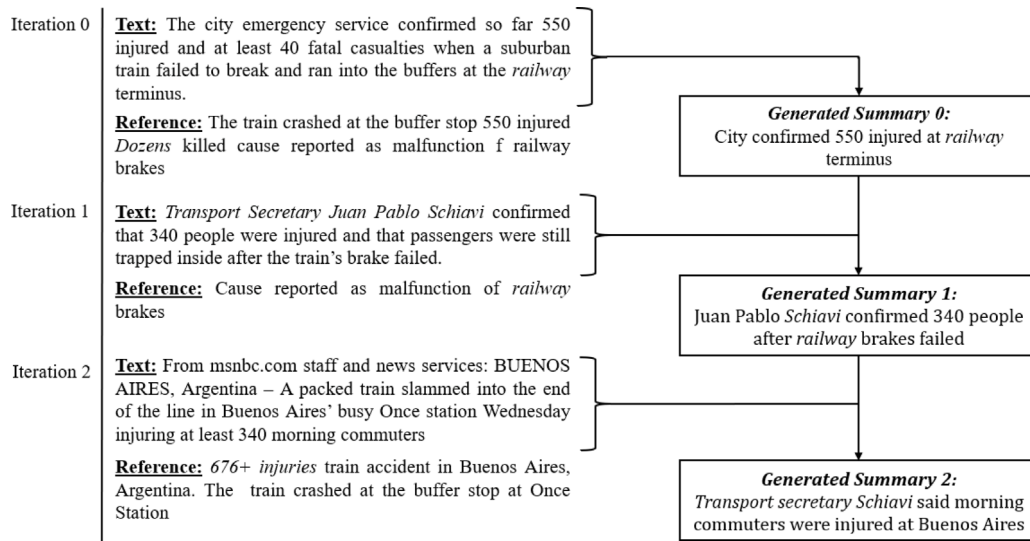 Iteration 0
Text: The city emergency service confirmed so far 550
injured and at least 40 fatal casualties when a suburban
train failed to break and ran into the buffers at the railway
terminus.
Reference: The train crashed at the buffer stop 550 injured
Dozens killed cause reported as malfunction f railway
brakes
Generated Summary 0:
City confirmed 550 injured at railway
terminus
Iteration 1
Text: Transport Secretary Juan Pablo Schiavi confirmed
that 340 people were injured and that passengers were still
trapped inside after the train's brake failed.
Reference: Cause reported as malfunction of railway
brakes
Generated Summary 1:
Juan Pablo Schiavi confirmed 340 people
after railway brakes failed
Iteration 2
Text: From msnbc.com staff and news services: BUENOS
AIRES, Argentina – A packed train slammed into the end
of the line in Buenos Aires' busy Once station Wednesday
injuring at least 340 morning commuters
Reference: 676+ injuries train accident in Buenos Aires,
Argentina. The train crashed at the buffer stop at Once
Station
Generated Summary 2:
Transport secretary Schiavi said morning
commuters were injured at Buenos Aires